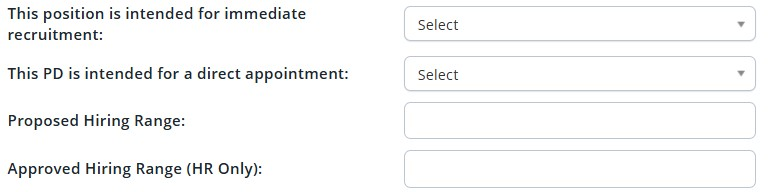 This position is intended for immediate
recruitment:
Select
This PD is intended for a direct appointment:
Select
Proposed Hiring Range:
Approved Hiring Range (HR Only):